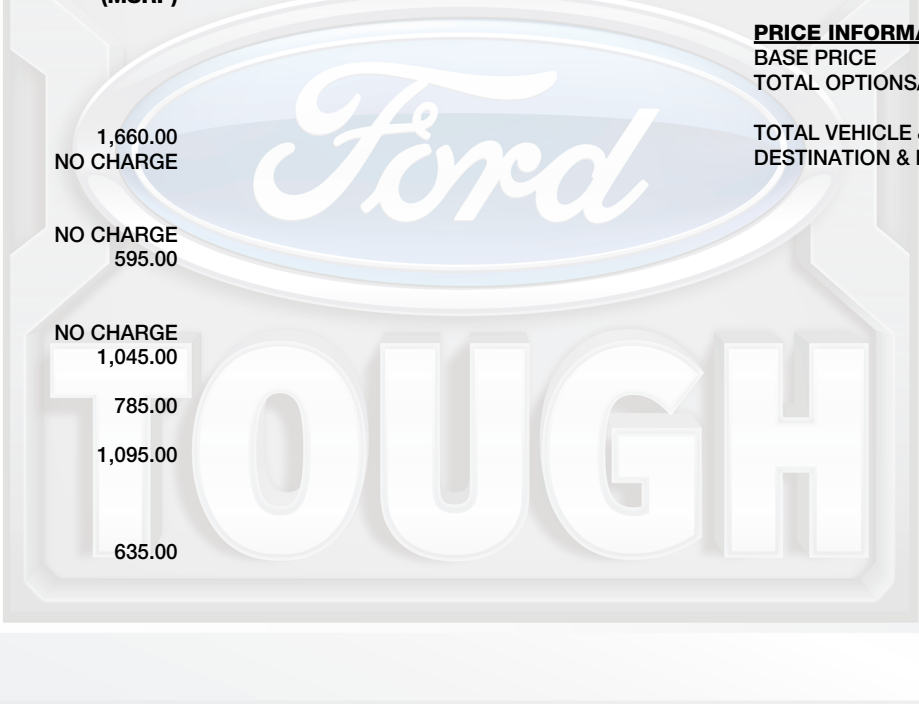 (MSRP)
1,660.00
NO CHARGE
NO CHARGE
595.00
NO CHARGE
1,045.00
785.00
1,095.00
635.00
PRICE INFORMA
BASE PRICE
TOTAL OPTIONS
TOTAL VEHICLE
DESTINATION &
Ford
TOUGH